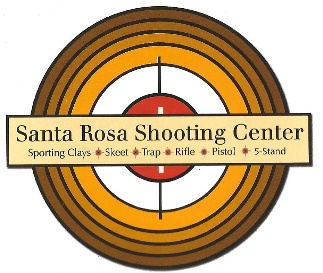 Santa Rosa Shooting Center
Sporting Clays * Skeet * Trap * Rifle * Pistol * 5-Stand